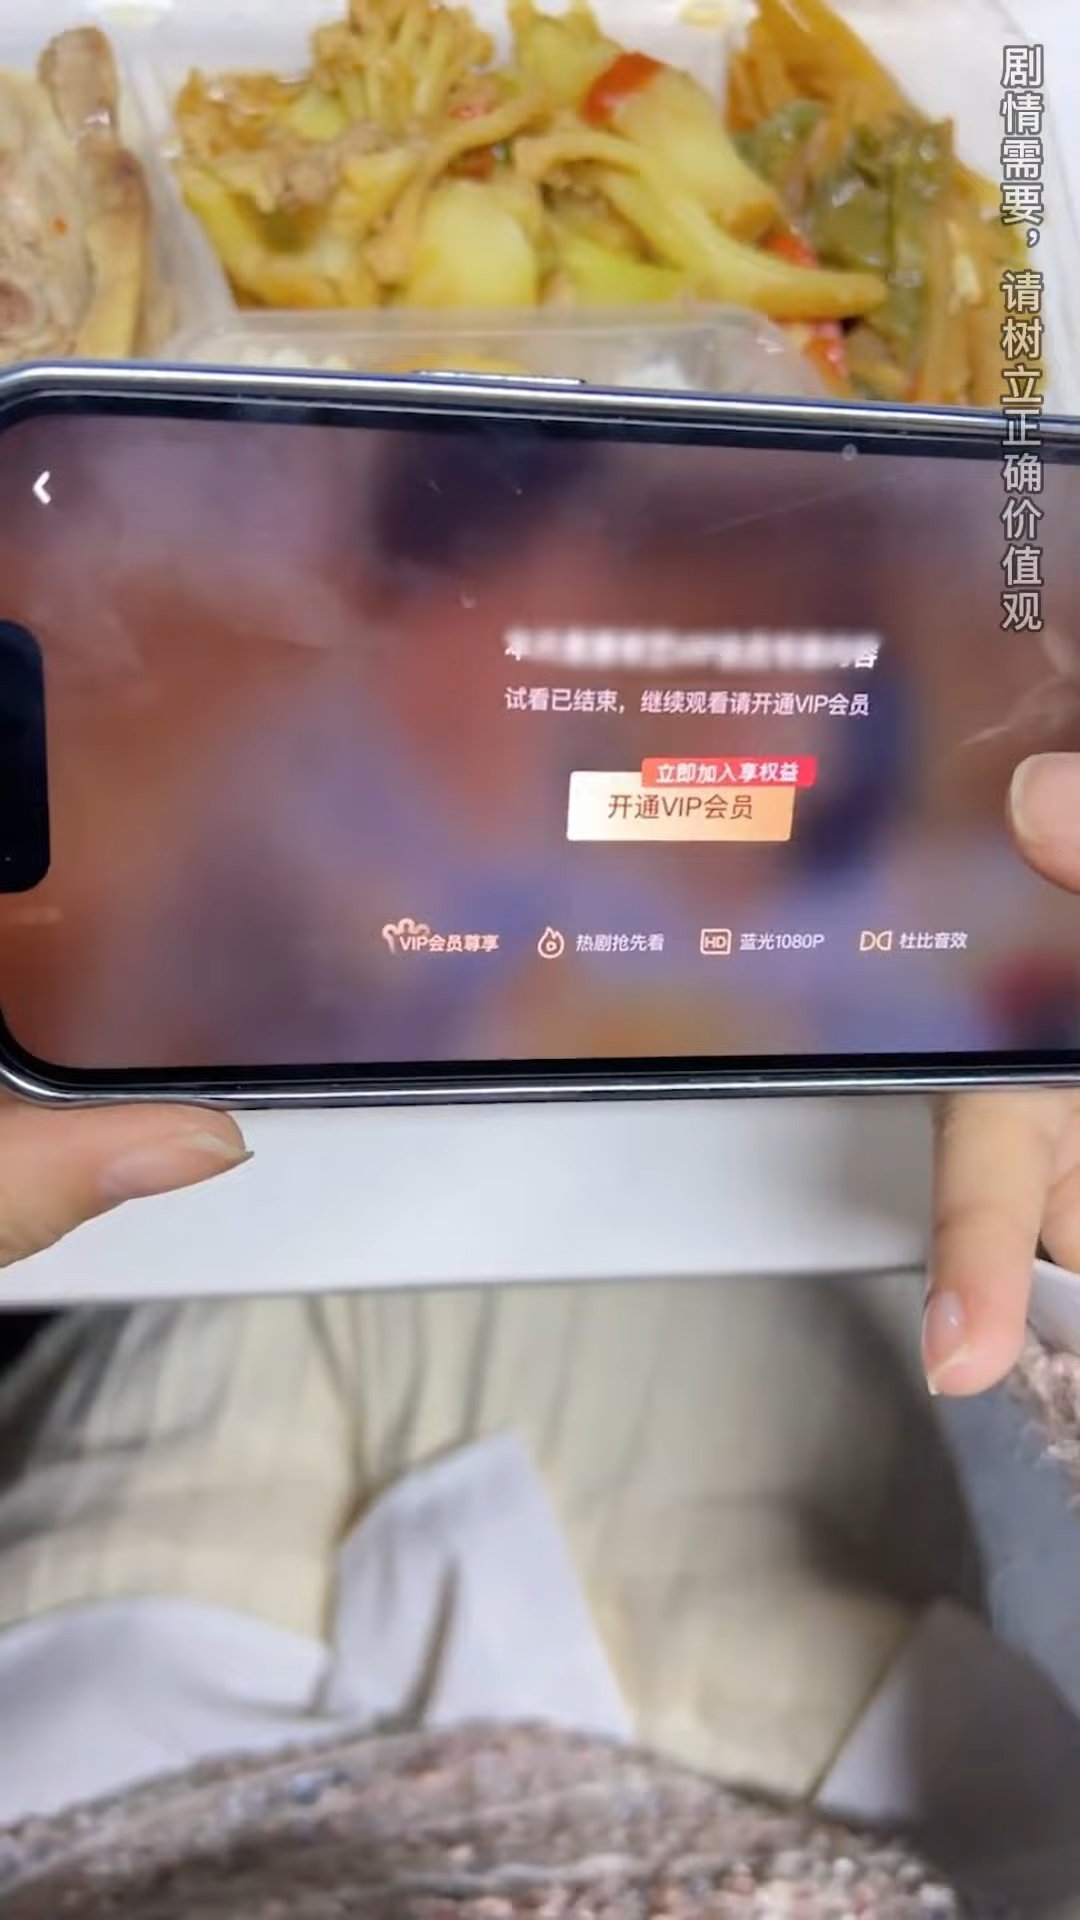 剧情需要，请树立正确价值观
试看已结束，继续观看请开通VIP会员
立即加入享权益
开通VIP会员
VIP会员尊享
热剧抢先看
HD 蓝光1080P
杜比音效